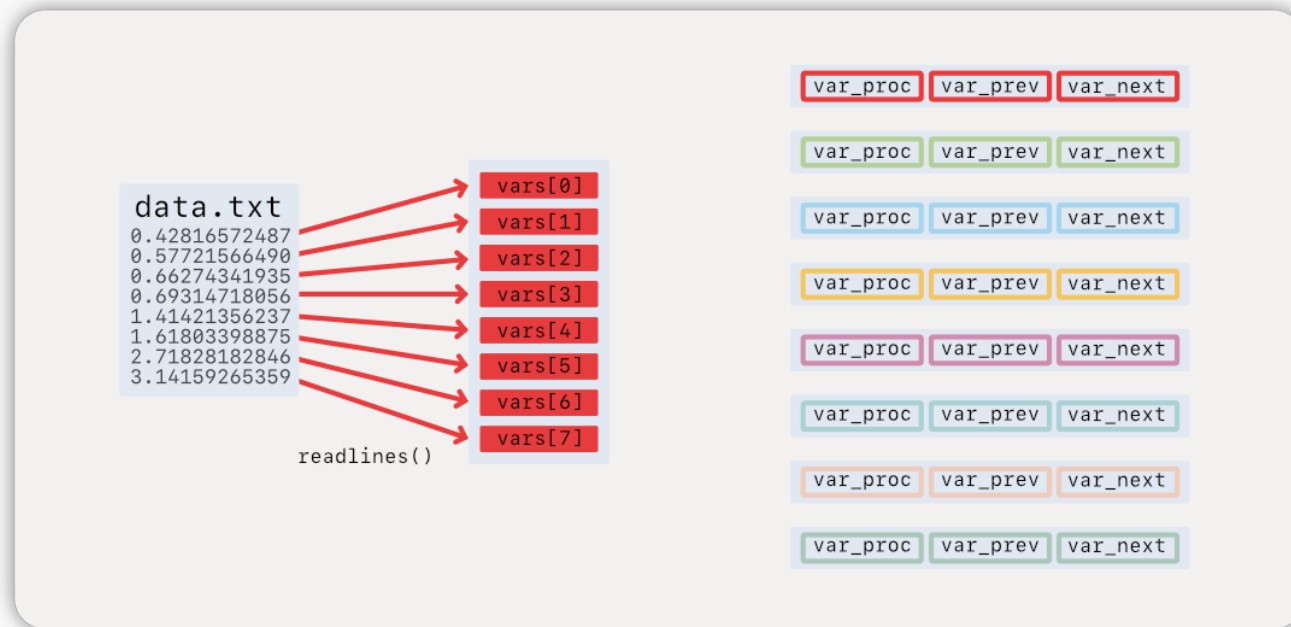 data.txt
0.42816572487
0.57721566490
0.66274341935
0.69314718056
1.41421356237
1.61803398875
2.71828182846
3.14159265359
readlines()
vars[0]
vars[1]
vars[2]
vars[3]
vars[4]
vars[5]
vars[6]
vars[7]
var_proc var_prev var_next
var_proc var_prev var_next
var_proc var_prev var_next
var_proc var_prev var_next
var_proc var_prev var_next
var_proc var_prev var_next
var_proc var_prev var_next
var_proc var_prev var_next